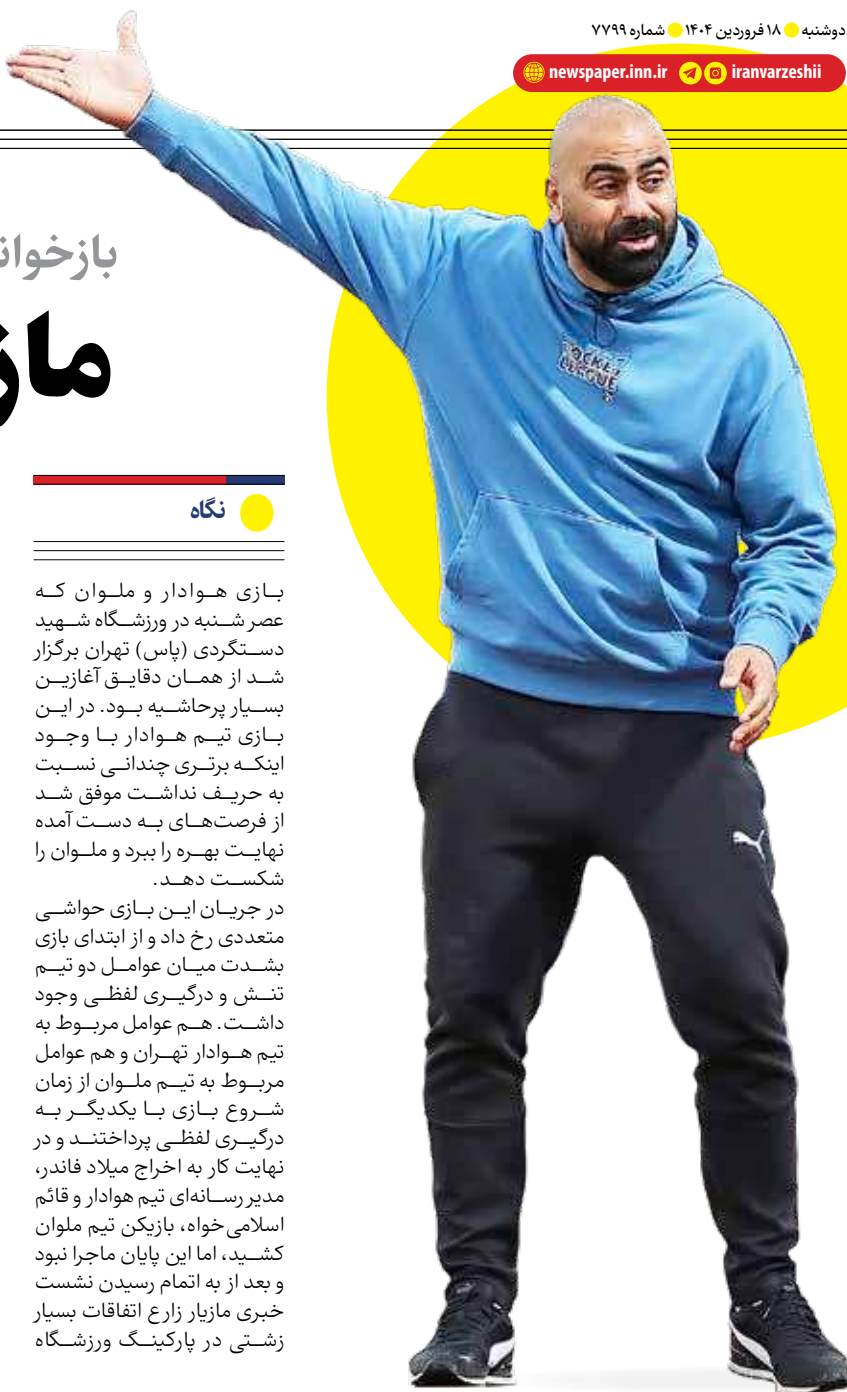 دوشنبه ۱۸ فروردین ۱۴۰۴ شماره ۷۷۹۹
newspaper.inn.ir iranvarzeshii
نگاه
بازی هوادار و ملوان که
عصر شنبه در ورزشگاه شهید
دستگردی (پاس) تهران برگزار
شد از همان دقایق آغازین
بسیار پرحاشیه بود. در این
بازی تیم هوادار با وجود
اینکه برتری چندانی نسبت
به حریف نداشت موفق شد
از فرصت‌های به دست آمده
نهایت بهره را ببرد و ملوان را
شکست دهد.
در جریان این بازی حواشی
متعددی رخ داد و از ابتدای بازی
بشدت میان عوامل دو تیم
تنش و درگیری لفظی وجود
داشت. هم عوامل مربوط به
تیم هوادار تهران و هم عوامل
مربوط به تیم ملوان از زمان
شروع بازی با یکدیگر به
درگیری لفظی پرداختند و در
نهایت کار به اخراج میلاد فاندر،
مدیر رسانه‌ای تیم هوادار و قائم
اسلامی‌خواه، بازیکن تیم ملوان
کشید، اما این پایان ماجرا نبود
و بعد از به اتمام رسیدن نشست
خبری مازیار زارع اتفاقات بسیار
زشتی در پارکینگ ورزشگاه
ROCKET
LEAGUE